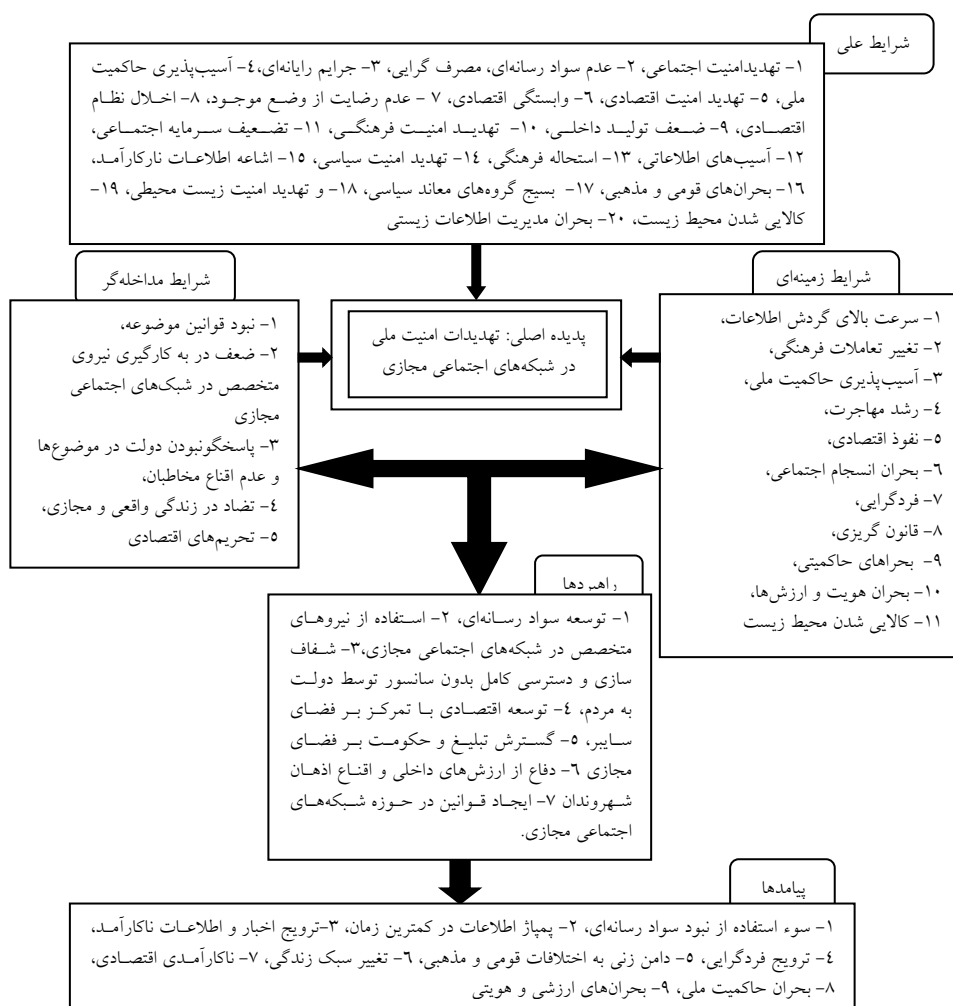 شرایط علی
۱- تهدیدامنیت اجتماعی، ۲- عدم سواد رسانه‌ای، مصرف گرایی، ۳- جرایم رایانه‌ای،٤- آسیب‌پذیری حاکمیت
ملی، ٥- تهدید امنیت اقتصادی، ٦- وابستگی اقتصادی، ۷ - عدم رضایت از وضع موجود، ۸- اخلال نظام
اقتصادی، ۹- ضعف تولید داخلی، ۱۰- تهدید امنیت فرهنگی، ۱۱- تضعیف سرمایه اجتماعی،
۱۲- آسیب‌های اطلاعاتی، ۱۳- استحاله فرهنگی، ۱٤- تهدید امنیت سیاسی، ۱٥- اشاعه اطلاعات نارکارآمد،
۱٦- بحران‌های قومی و مذهبی، ۱۷- بسیج گروه‌های معاند سیاسی، ۱۸- و تهدید امنیت زیست محیطی، ۱۹-
کالایی شدن محیط زیست، ۲۰- بحران مدیریت اطلاعات زیستی
شرایط زمینه‌ای
۱- سرعت بالای گردش اطلاعات،
۲- تغییر تعاملات فرهنگی،
۳- آسیب‌پذیری حاکمیت ملی،
٤- رشد مهاجرت،
٥- نفوذ اقتصادی،
٦- بحران انسجام اجتماعی،
۷- فردگرایی،
۸- قانون گریزی،
۹- بحراهای حاکمیتی،
۱۰- بحران هویت و ارزش‌ها،
۱۱- کالایی شدن محیط زیست
پدیده اصلی: تهدیدات امنیت ملی
در شبکه‌های اجتماعی مجازی
شرایط مداخله‌گر
۱- نبود قوانین موضوعه،
۲- ضعف در به کارگیری نیروی
متخصص در شبک‌های اجتماعی
مجازی
۳- پاسخگونبودن دولت در موضوع‌ها
و عدم اقناع مخاطبان،
٤- تضاد در زندگی واقعی و مجازی،
٥- تحریم‌های اقتصادی
راهبردها
۱- توسعه سواد رسانه‌ای، ۲- استفاده از نیروهای
متخصص در شبکه‌های اجتماعی مجازی،۳- شفاف
سازی و دسترسی کامل بدون سانسور توسط دولت
به مردم، ٤- توسعه اقتصادی با تمرکز بر فضای
سایبر، ٥- گسترش تبلیغ و حکومت بر فضای
مجازی ٦- دفاع از ارزش‌های داخلی و اقناع اذهان
شهروندان ۷- ایجاد قوانین در حوزه شبکه‌های
اجتماعی مجازی.
پیامدها
۱- سوء استفاده از نبود سواد رسانه‌ای، ۲- پمپاژ اطلاعات در کمترین زمان، ۳-ترویج اخبار و اطلاعات ناکارآمد،
٤- ترویج فردگرایی، ٥- دامن زنی به اختلافات قومی و مذهبی، ٦- تغییر سبک زندگی، ۷- ناکارآمدی اقتصادی،
۸- بحران حاکمیت ملی، ۹- بحران‌های ارزشی و هویتی